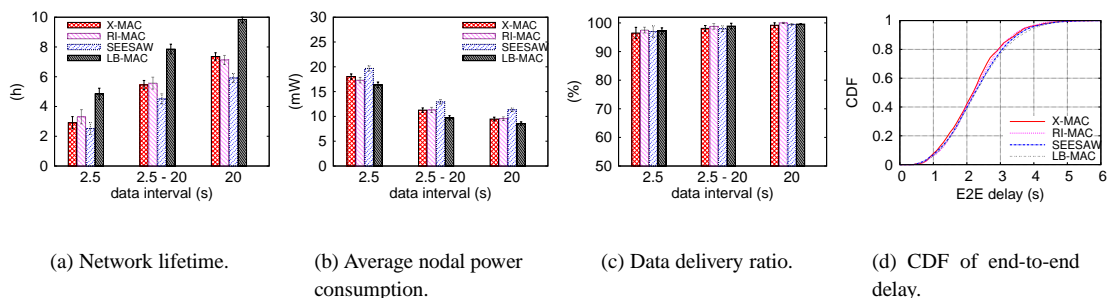 10
8
6
4
2
0
(h)
2.5
2.5 - 20
20
data interval (s)
X-MAC
RI-MAC
SEESAW
LB-MAC
(a) Network lifetime.
30
25
20
15
10
5
0
(mW)
2.5
2.5 - 20
20
data interval (s)
X-MAC
RI-MAC
SEESAW
LB-MAC
(b) Average nodal power
consumption.
100
90
80
70
60
50
(%)
2.5
2.5 - 20
20
data interval (s)
X-MAC
RI-MAC
SEESAW
LB-MAC
(c) Data delivery ratio.
1
0.8
0.6
0.4
0.2
0
CDF
0 1 2 3 4 5 6
E2E delay (s)
X-MAC
RI-MAC
SEESAW
LB-MAC
(d) CDF of end-to-end
delay.